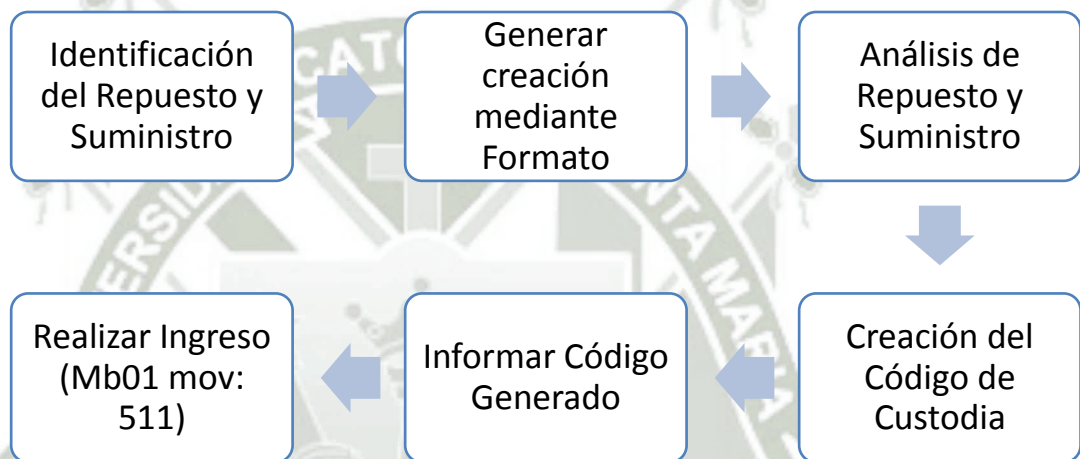 Identificación
del Repuesto y
Suministro
Generar
creación
mediante
Formato
Análisis de
Repuesto y
Suministro
Creación del
Código de
Custodia
Informar Código
Generado
Realizar Ingreso
(Mb01 mov:
511)